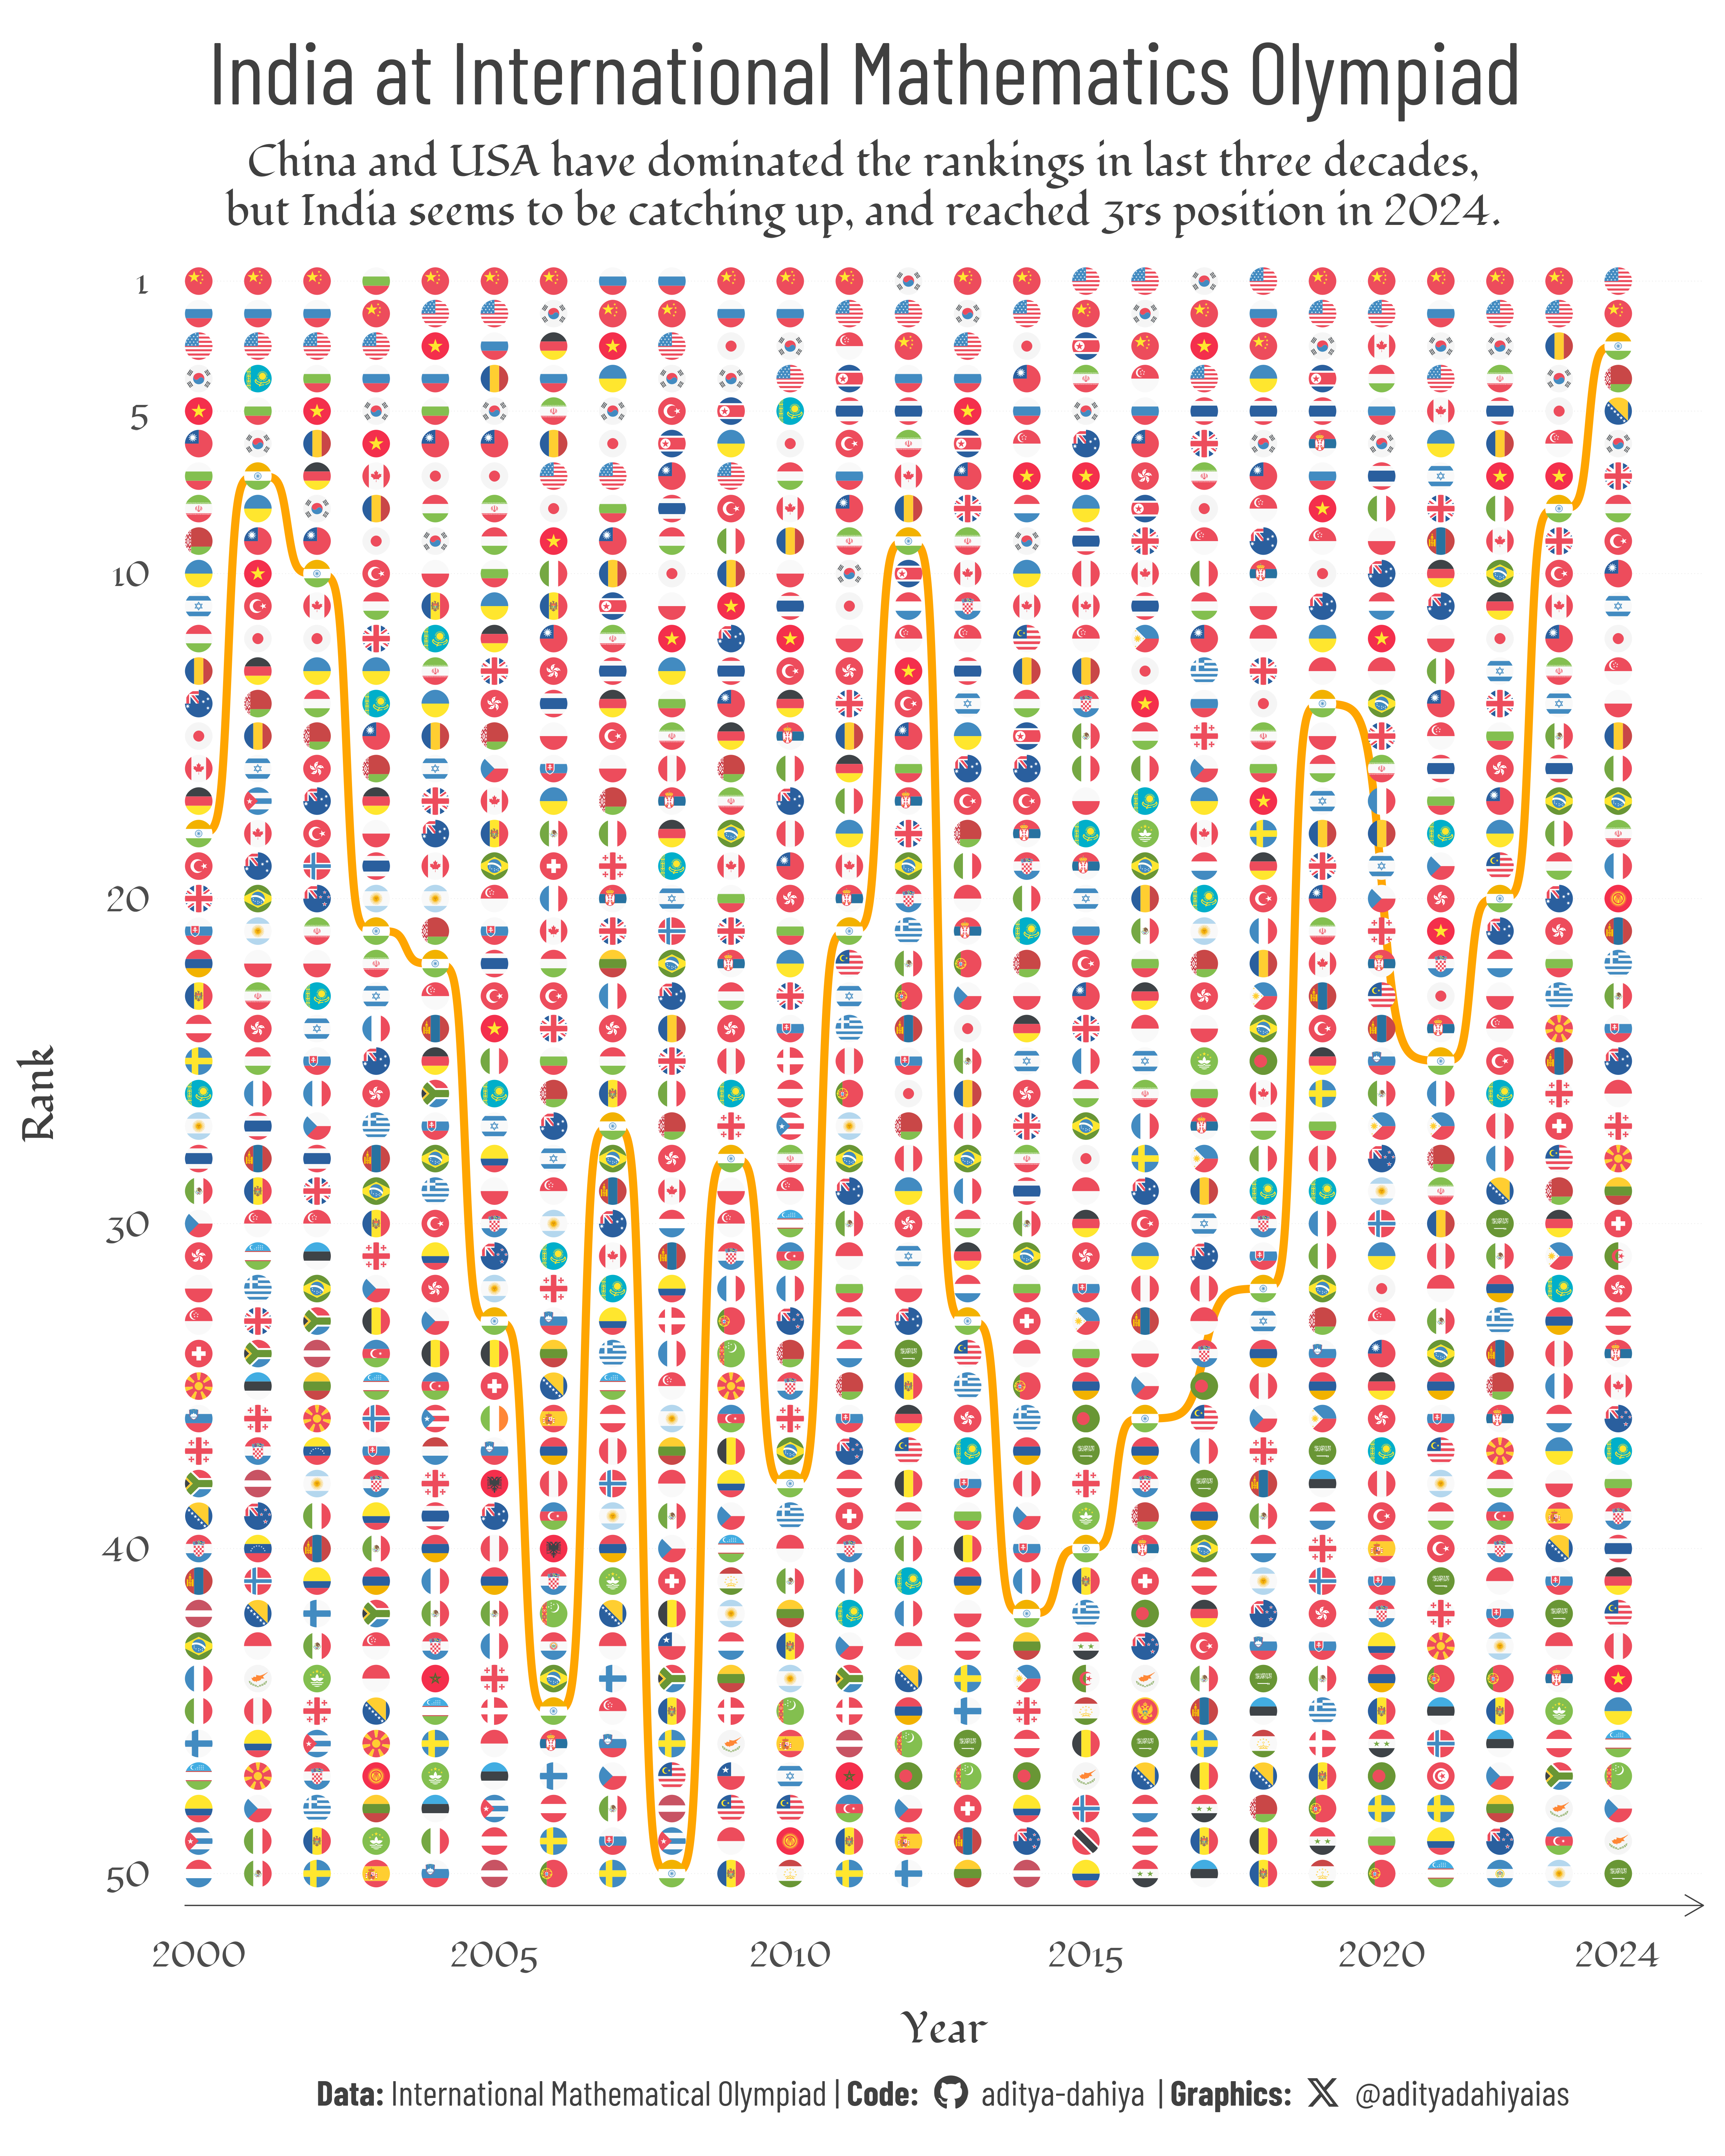 India at International Mathematics Olympiad
China and USA have dominated the rankings in last three decades,
but India seems to be catching up, and reached 3rs position in 2024.
1
5
10
20
30
40
50
Rank
2000 2005 2010 2015 2020 2024
Year
Data: International Mathematical Olympiad | Code: aditya-dahiya | Graphics: @adityadahiyaias